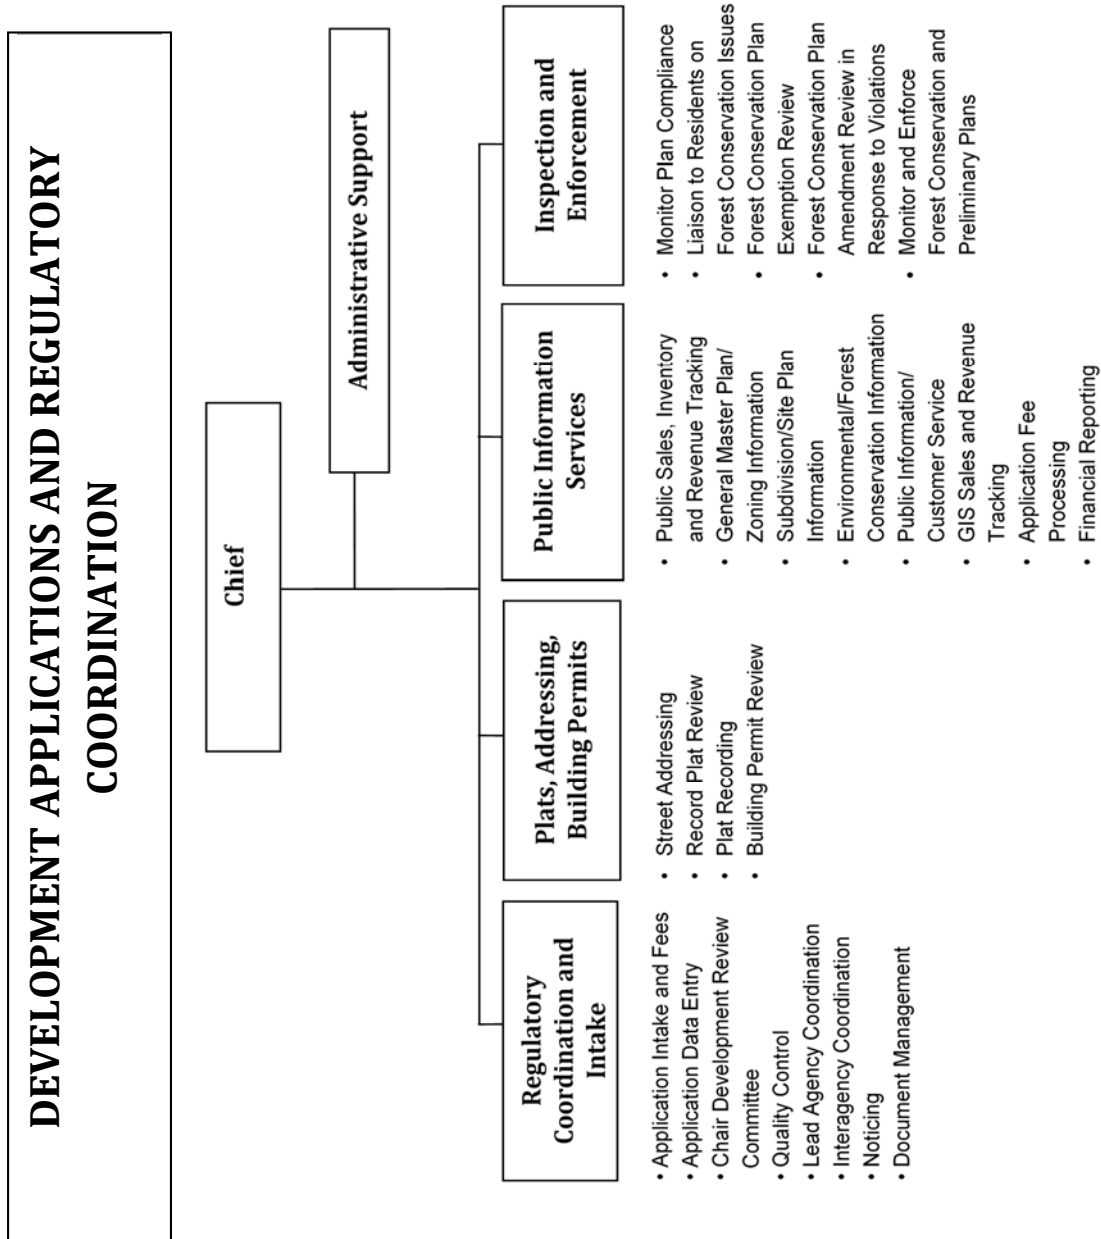 DEVELOPMENT APPLICATIONS AND REGULATORY
COORDINATION
Chief
Administrative Support
Regulatory
Coordination and
Intake
• Application Intake and Fees
• Application Data Entry
• Chair Development Review
Committee
• Quality Control
• Lead Agency Coordination
• Interagency Coordination
• Noticing
• Document Management
Plats, Addressing,
Building Permits
• Street Addressing
• Record Plat Review
• Plat Recording
• Building Permit Review
Public Information
Services
• Public Sales, Inventory
and Revenue Tracking
• General Master Plan/
Zoning Information
• Subdivision/Site Plan
Information
• Environmental/Forest
Conservation Information
• Public Information/
Customer Service
• GIS Sales and Revenue
Tracking
• Application Fee
Processing
• Financial Reporting
Inspection and
Enforcement
• Monitor Plan Compliance
• Liaison to Residents on
Forest Conservation Issues
• Forest Conservation Plan
Exemption Review
• Forest Conservation Plan
Amendment Review in
Response to Violations
• Monitor and Enforce
Forest Conservation and
Preliminary Plans